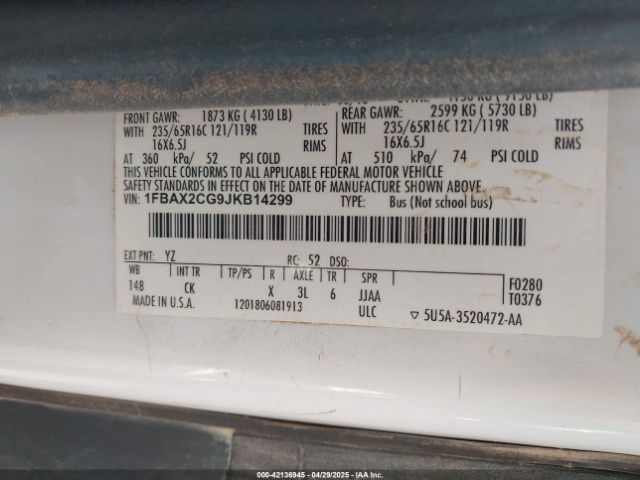 FRONT GAWR: 1873 KG ( 4130 LB) REAR GAWR: 2599 KG ( 5730 LB)
WITH 235/65R16C 121/119R TIRES WITH 235/65R16C 121/119R TIRES
16X6.5J RIMS 16X6.5J RIMS
AT 360 kPa/ 52 PSI COLD AT 510 kPa/ 74 PSI COLD
THIS VEHICLE CONFORMS TO ALL APPLICABLE FEDERAL MOTOR VEHICLE
SAFETY STANDARDS IN EFFECT ON THE DATE OF MANUFACTURE SHOWN ABOVE.
VIN: 1FBAX2CG9JKB14299 TYPE: Bus (Not school bus)
EXT PNT: YZ RC: 52 DSO:
WB INT TR TP/PS R AXLE TR SPR F0280
148 CK X 3L 6 JJAA T0376
MADE IN U.S.A. 1201806081913 ULC ▽ 5U5A-3520472-AA
000-42136945 - 04/29/2025 - IAA, Inc.